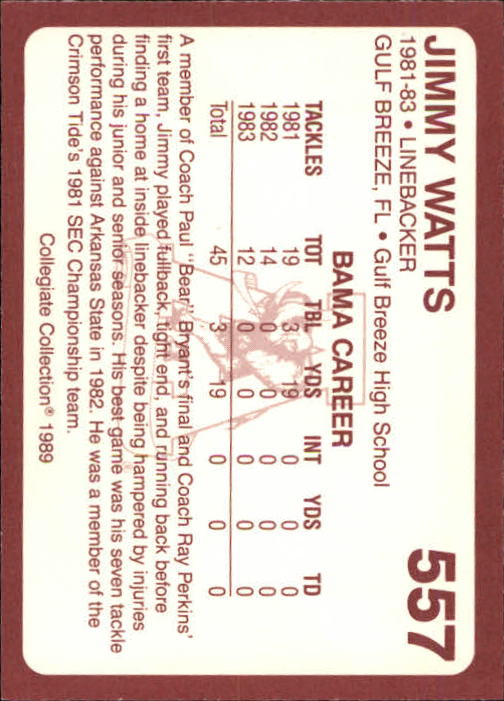 JIMMY WATTS 557
1981-83 • LINEBACKER
GULF BREEZE, FL • Gulf Breeze High School
BAMA CAREER
TACKLES TOT TBL YDS INT YDS TD
1981 19 3 19 0 0 0
1982 14 0 0 0 0 0
1983 12 0 0 0 0 0
Total 45 3 19 0 0 0
A member of Coach Paul "Bear" Bryant's final and Coach Ray Perkins'
first team, Jimmy played fullback, tight end, and running back before
finding a home at inside linebacker despite being hampered by injuries
during his junior and senior seasons. His best game was his seven tackle
performance against Arkansas State in 1982. He was a member of the
Crimson Tide's 1981 SEC Championship team.
Collegiate Collection® 1989